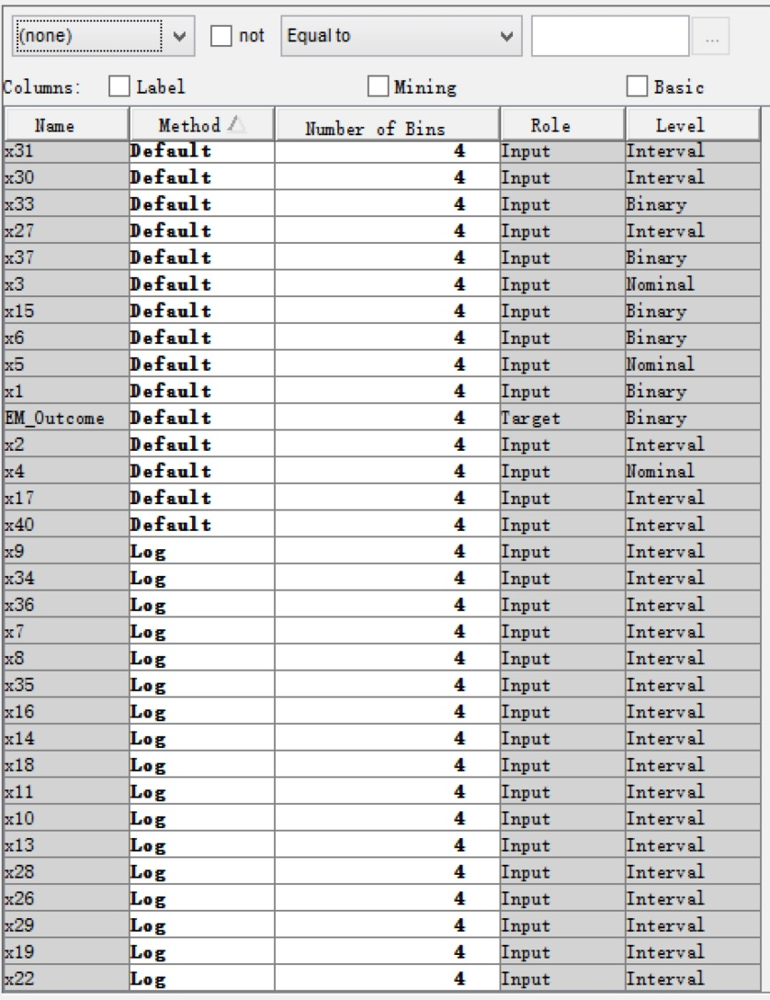 (none) not Equal to ...
Columns: Label Mining Basic
Name Method Number of Bins Role Level
x31 Default 4 Input Interval
x30 Default 4 Input Interval
x33 Default 4 Input Binary
x27 Default 4 Input Interval
x37 Default 4 Input Binary
x3 Default 4 Input Nominal
x15 Default 4 Input Binary
x6 Default 4 Input Binary
x5 Default 4 Input Nominal
x1 Default 4 Input Binary
EM_Outcome Default 4 Target Binary
x2 Default 4 Input Interval
x4 Default 4 Input Nominal
x17 Default 4 Input Interval
x40 Default 4 Input Interval
x9 Log 4 Input Interval
x34 Log 4 Input Interval
x36 Log 4 Input Interval
x7 Log 4 Input Interval
x8 Log 4 Input Interval
x35 Log 4 Input Interval
x16 Log 4 Input Interval
x14 Log 4 Input Interval
x18 Log 4 Input Interval
x11 Log 4 Input Interval
x10 Log 4 Input Interval
x13 Log 4 Input Interval
x28 Log 4 Input Interval
x26 Log 4 Input Interval
x29 Log 4 Input Interval
x19 Log 4 Input Interval
x22 Log 4 Input Interval